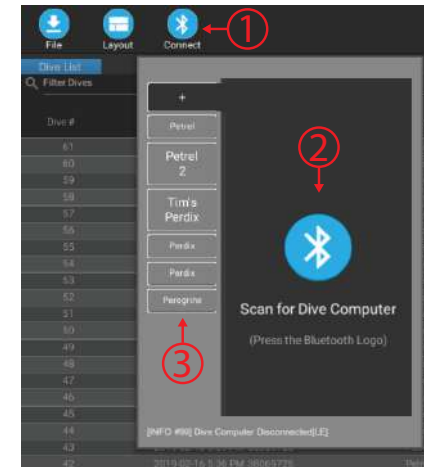 File
Layout
Connect
1
Dive List
Filter Dives
Dive #
61
60
59
58
57
56
55
54
53
52
51
50
49
48
47
46
45
44
43
42
+
Petrel
Petrel
2
Tim's
Perdix
Perdix
Perdix
Peregrine
3
2
Scan for Dive Computer
(Press the Bluetooth Logo)
[INFO #99] Dive Computer Disconnected[LE]